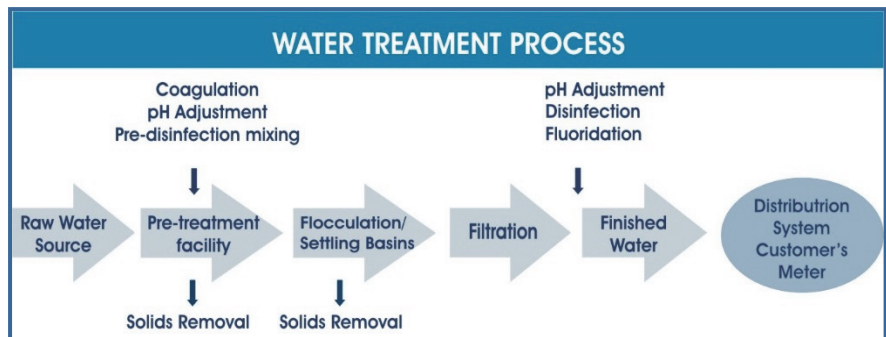 WATER TREATMENT PROCESS
Coagulation
pH Adjustment
Pre-disinfection mixing
pH Adjustment
Disinfection
Fluoridation
Raw Water
Source
Pre-treatment
facility
Flocculation/
Settling Basins
Filtration
Finished
Water
Distributrion
System
Customer's
Meter
Solids Removal
Solids Removal